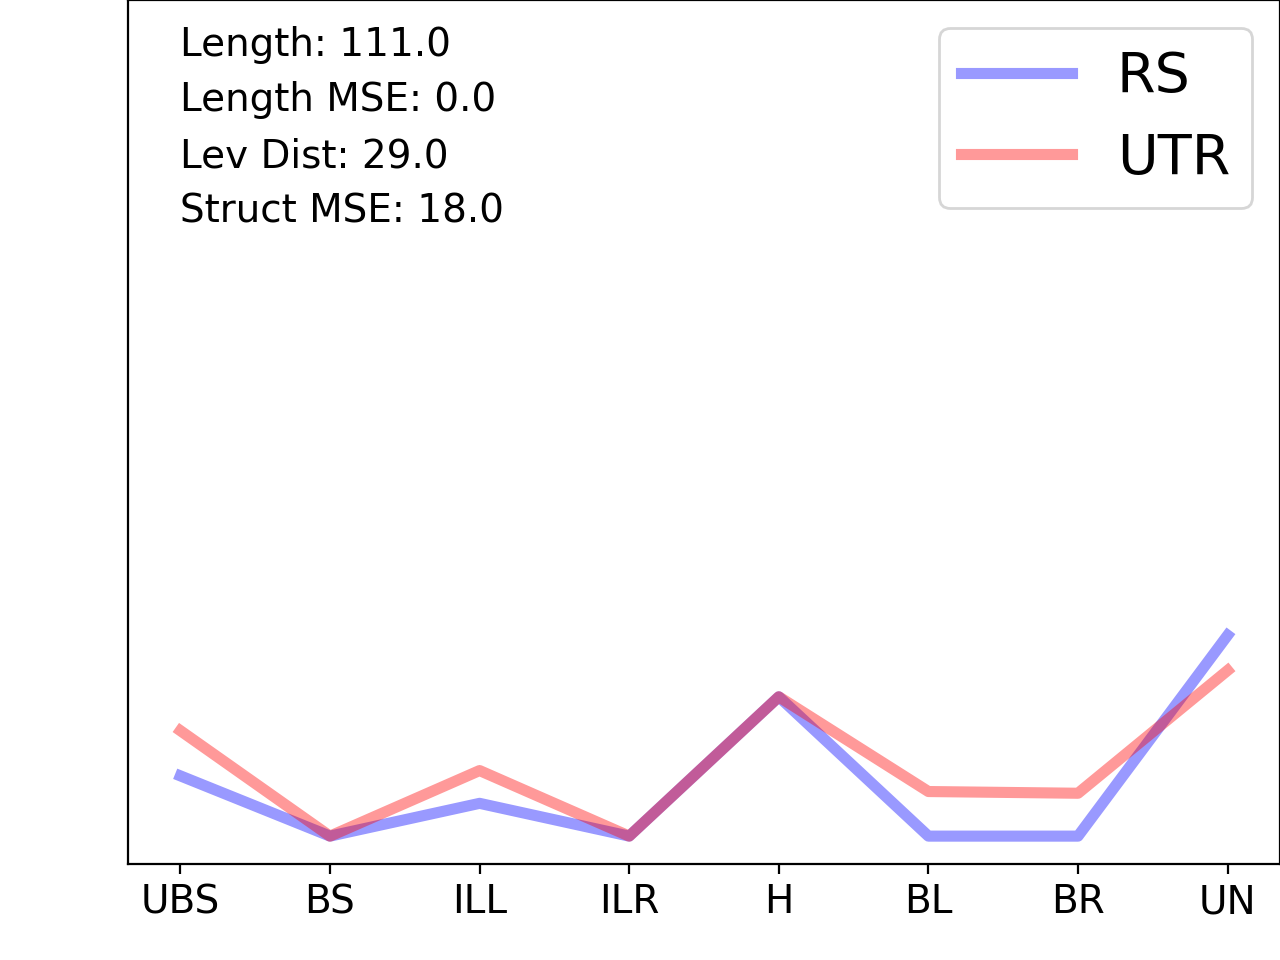 Length: 111.0
Length MSE: 0.0
Lev Dist: 29.0
Struct MSE: 18.0
RS
UTR
UBS BS ILL ILR H BL BR UN